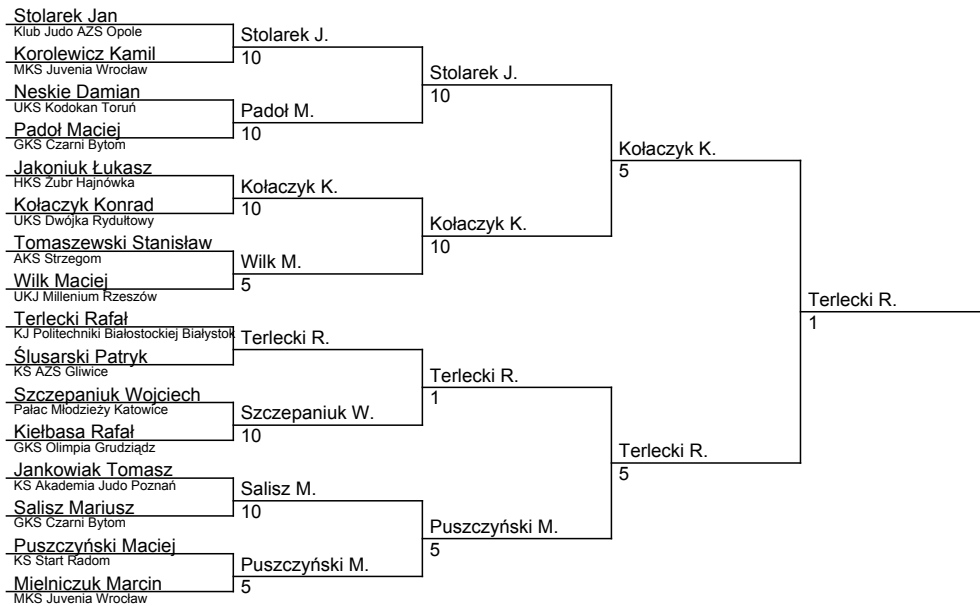 Stolarek Jan
Klub Judo AZS Opole
Korolewicz Kamil
MKS Juvenia Wrocław
Neskie Damian
UKS Kodokan Toruń
Padoł Maciej
GKS Czarni Bytom
Jakoniuk Łukasz
HKS Żubr Hajnówka
Kołaczyk Konrad
UKS Dwójka Rydułtowy
Tomaszewski Stanisław
AKS Strzegom
Wilk Maciej
UKJ Millenium Rzeszów
Terlecki Rafał
KJ Politechniki Białostockiej Białystok
Ślusarski Patryk
KS AZS Gliwice
Szczepaniuk Wojciech
Pałac Młodzieży Katowice
Kiełbasa Rafał
GKS Olimpia Grudziądz
Jankowiak Tomasz
KS Akademia Judo Poznań
Salisz Mariusz
GKS Czarni Bytom
Puszczyński Maciej
KS Start Radom
Mielniczuk Marcin
MKS Juvenia Wrocław
Stolarek J.
10
Padoł M.
10
Kołaczyk K.
10
Wilk M.
5
Terlecki R.
Szczepaniuk W.
10
Salisz M.
10
Puszczyński M.
5
Stolarek J.
10
Kołaczyk K.
10
Terlecki R.
1
Puszczyński M.
5
Kołaczyk K.
5
Terlecki R.
5
Terlecki R.
1